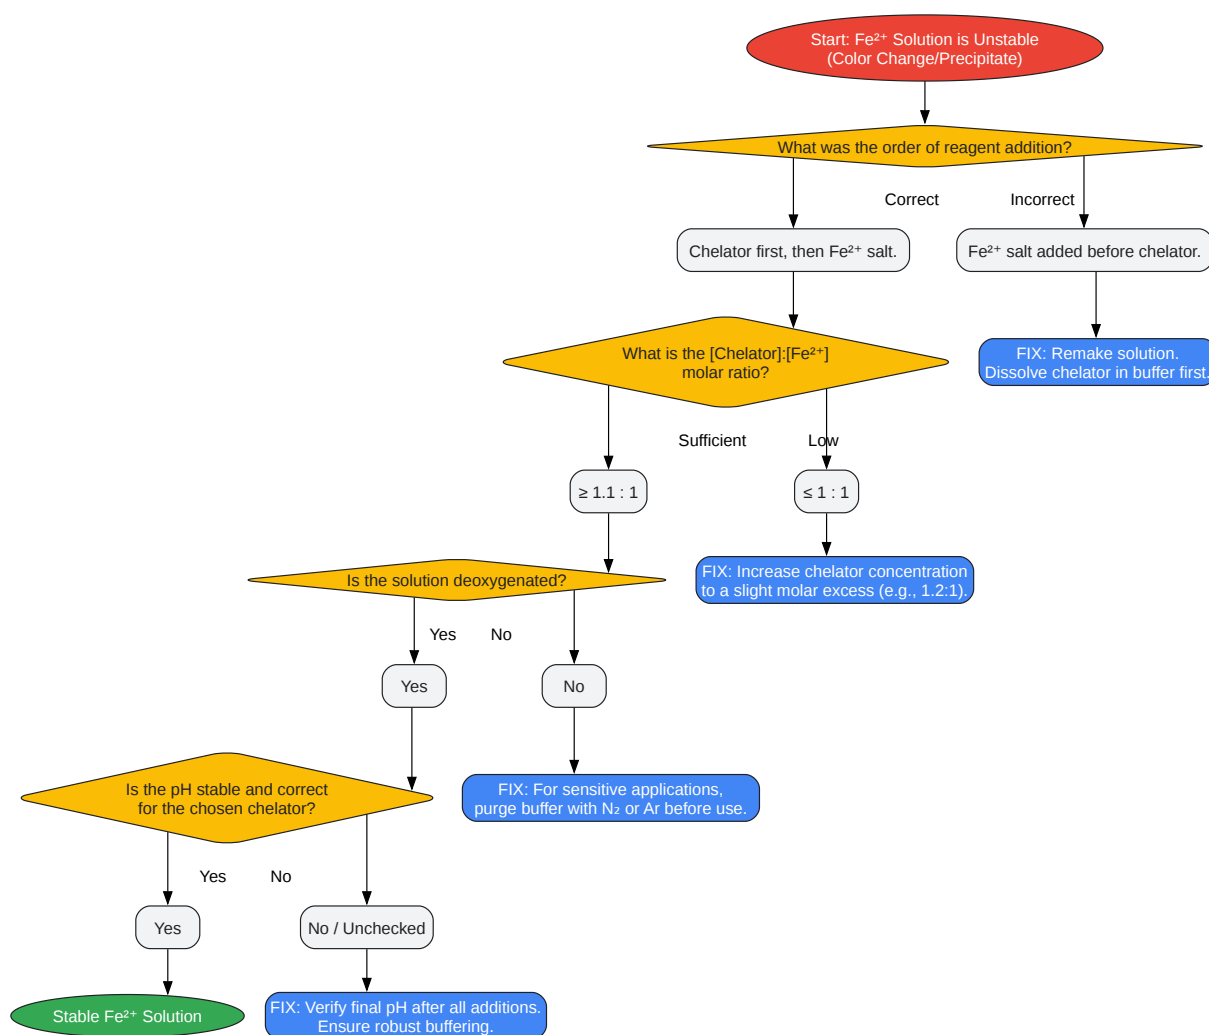 Start: Fe²⁺ Solution is Unstable
(Color Change/Precipitate)
What was the order of reagent addition?
Correct
Incorrect
Chelator first, then Fe²⁺ salt.
Fe²⁺ salt added before chelator.
What is the [Chelator]:[Fe²⁺]
molar ratio?
FIX: Remake solution.
Dissolve chelator in buffer first.
Sufficient
Low
≥ 1.1 : 1
≤ 1 : 1
Is the solution deoxygenated?
FIX: Increase chelator concentration
to a slight molar excess (e.g., 1.2:1).
Yes
No
Yes
No
Is the pH stable and correct
for the chosen chelator?
FIX: For sensitive applications,
purge buffer with N₂ or Ar before use.
Yes
No
Yes
No / Unchecked
Stable Fe²⁺ Solution
FIX: Verify final pH after all additions.
Ensure robust buffering.